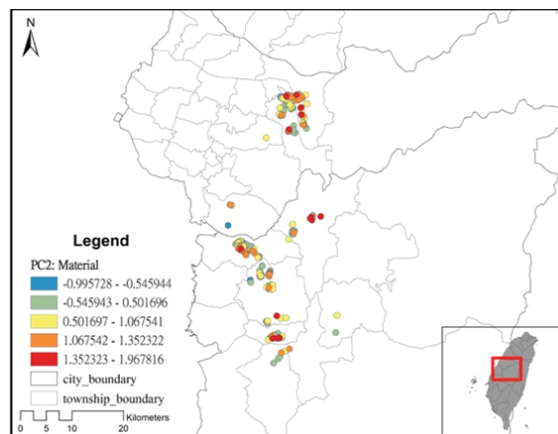 N
Legend
PC2: Material
-0.995728 - -0.545944
-0.545943 - 0.501696
0.501697 - 1.067541
1.067542 - 1.352322
1.352323 - 1.967816
city_boundary
township_boundary
Kilometers
0 5 10 20